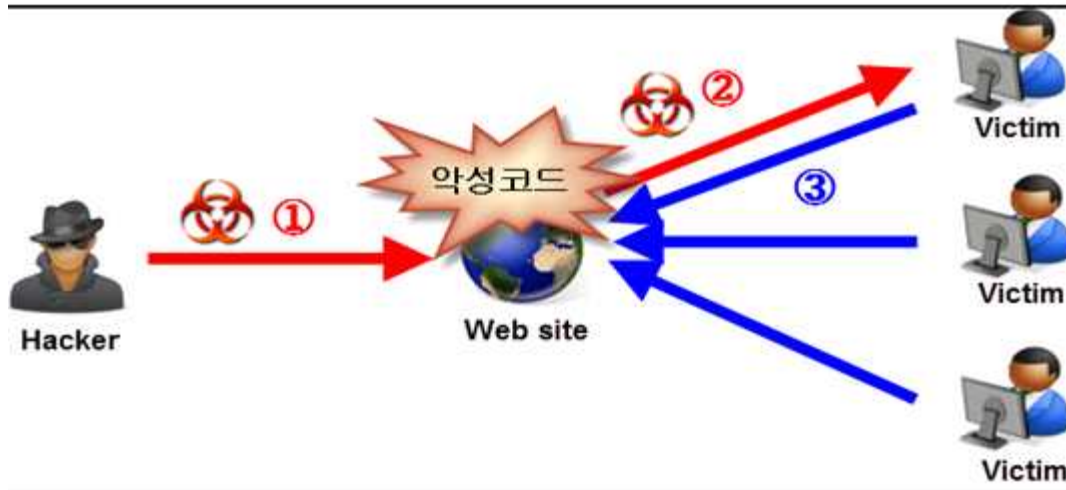 ②
Victim
악성코드
③
①
Victim
Web site
Hacker
Victim